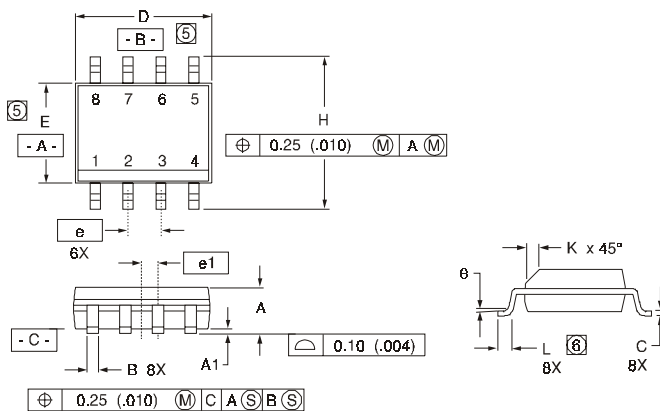 D
- B - 5
8 7 6 5
5 E H
- A -
⌖ 0.25 (.010) Ⓜ A Ⓜ
1 2 3 4
e
6X
e1
K x 45°
θ
A
- C -
⌓ 0.10 (.004)
A1
B 8X
L 6
8X
C
8X
⌖ 0.25 (.010) Ⓜ C A Ⓢ B Ⓢ